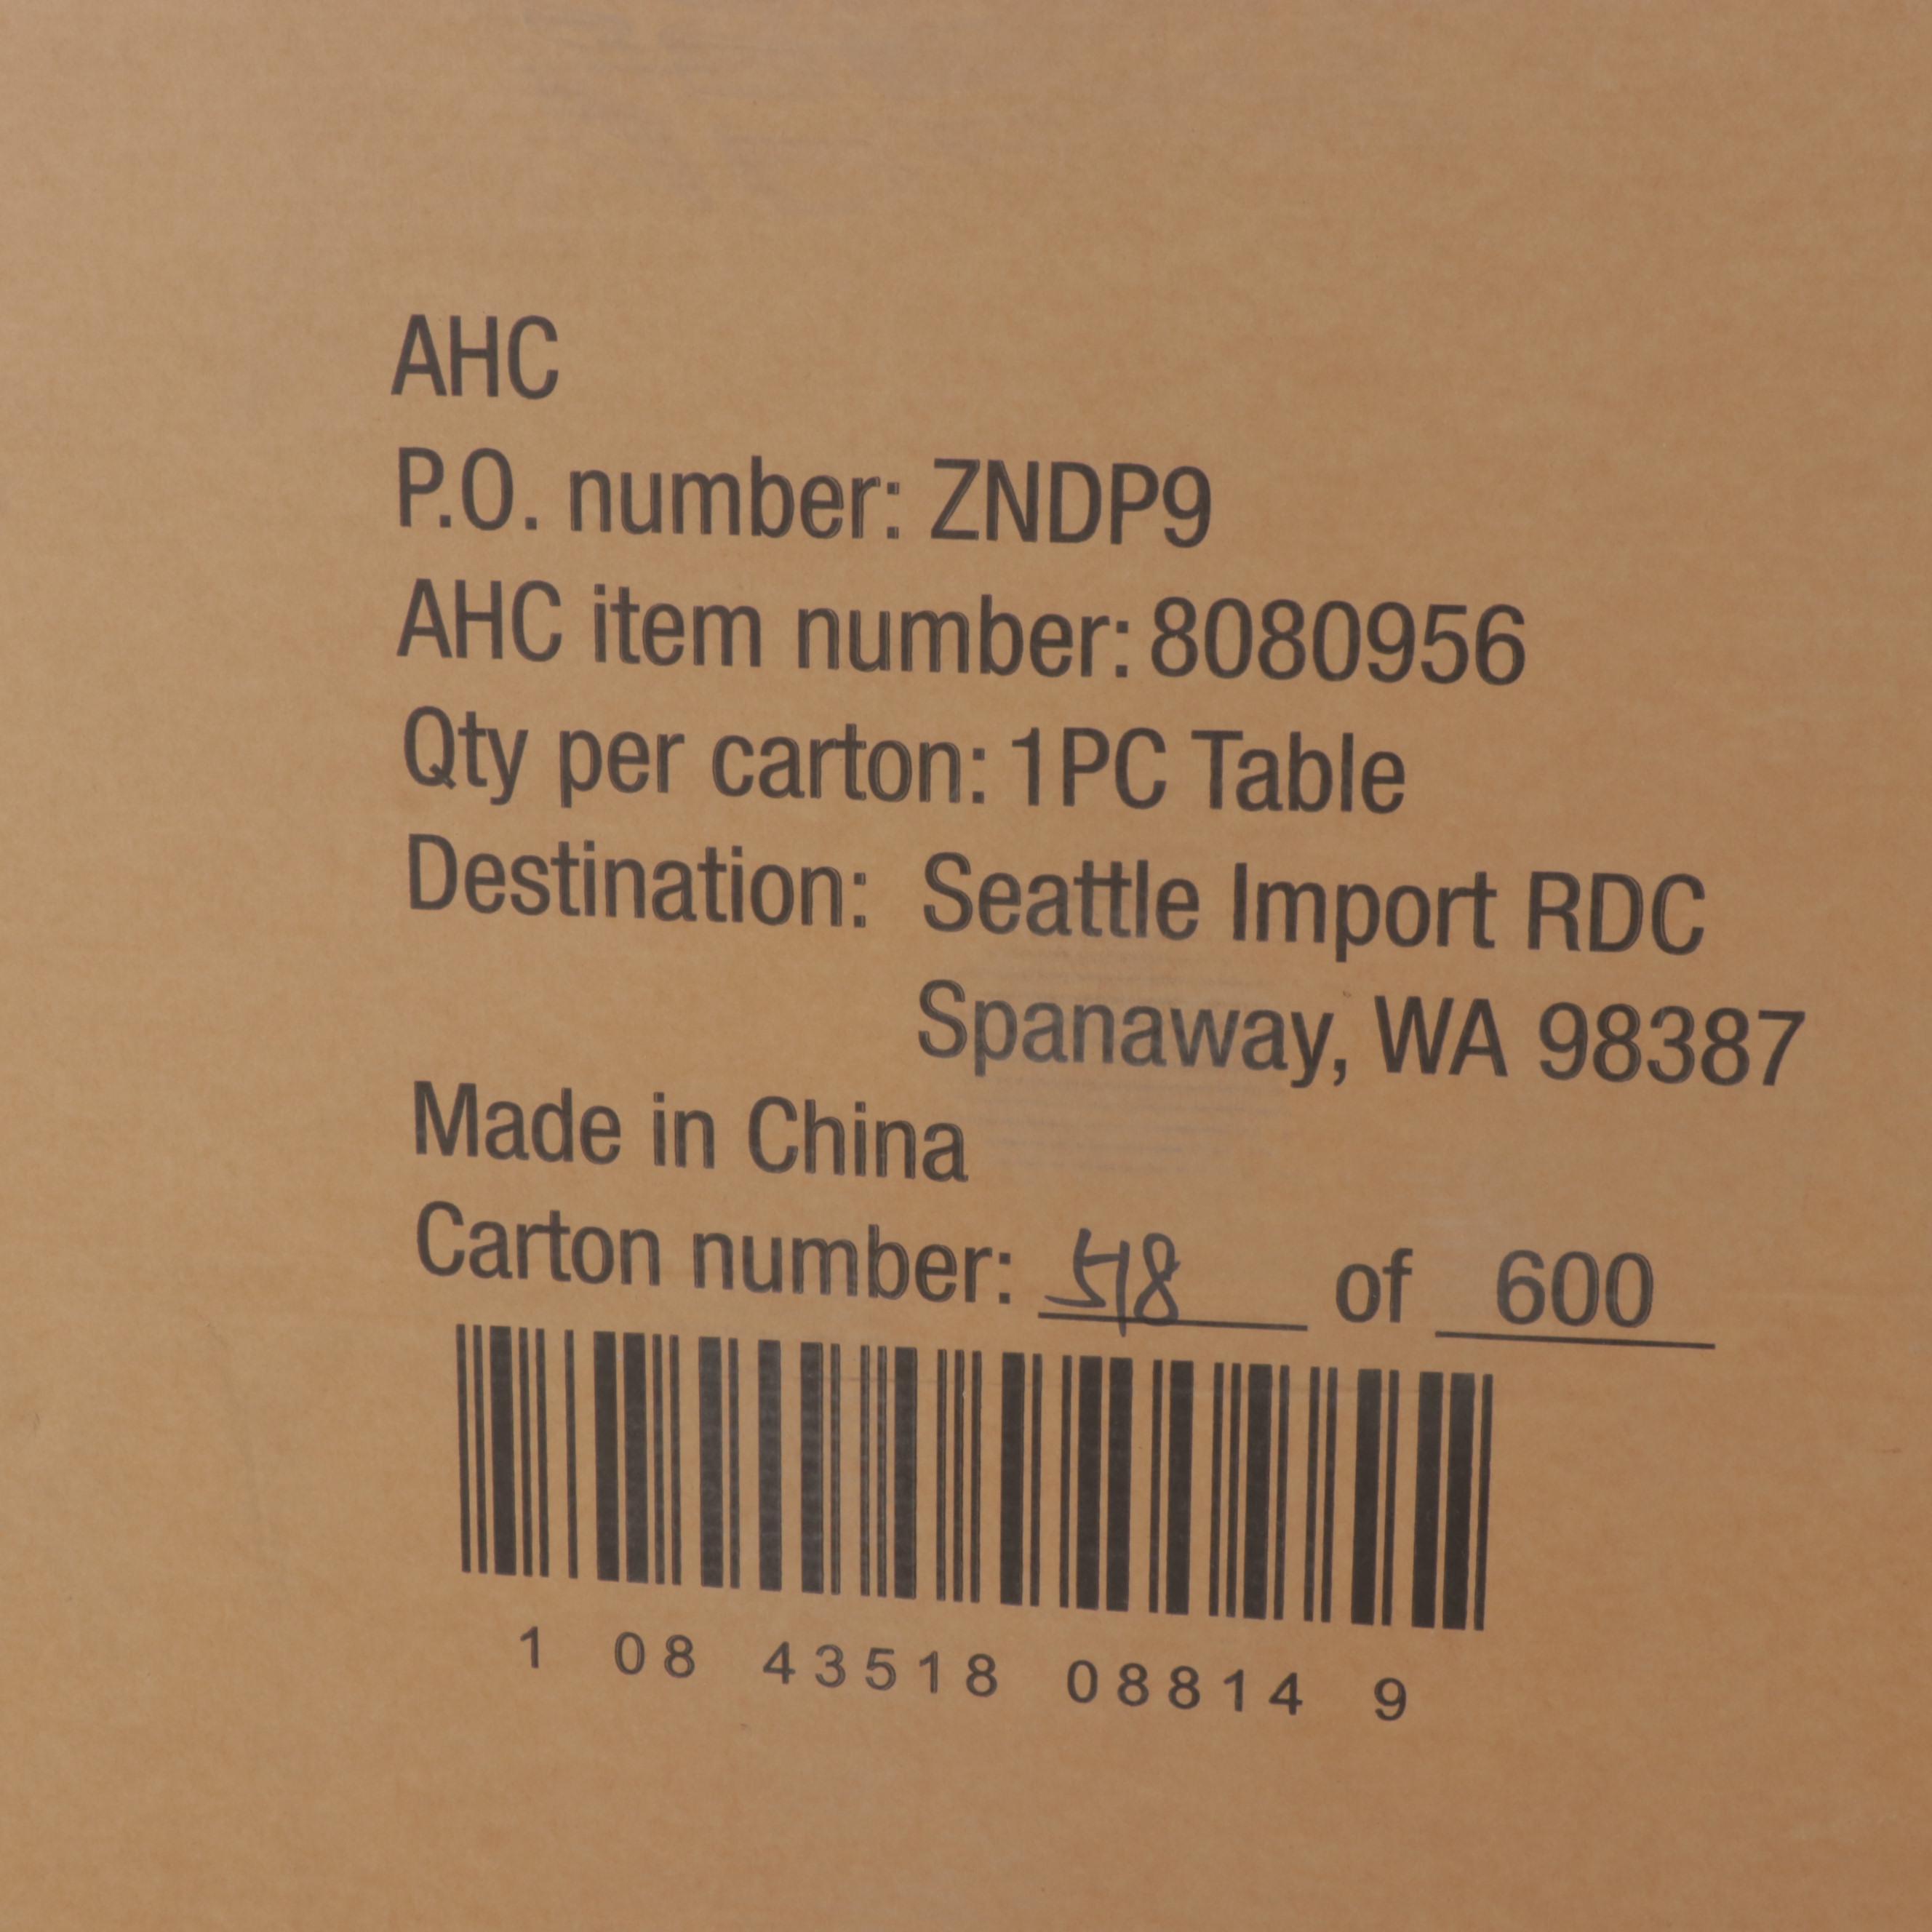 AHC
P.O. number: ZNDP9
AHC item number: 8080956
Qty per carton: 1PC Table
Destination: Seattle Import RDC
Spanaway, WA 98387
Made in China
Carton number: 518 of 600
1 08 43518 08814 9